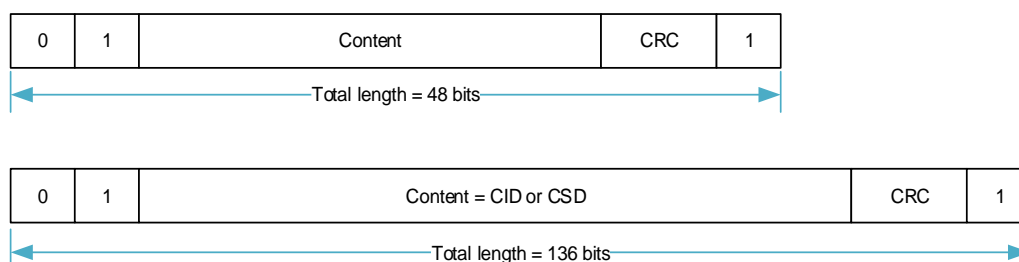 0 1 Content CRC 1
Total length = 48 bits
0 1 Content = CID or CSD CRC 1
Total length = 136 bits